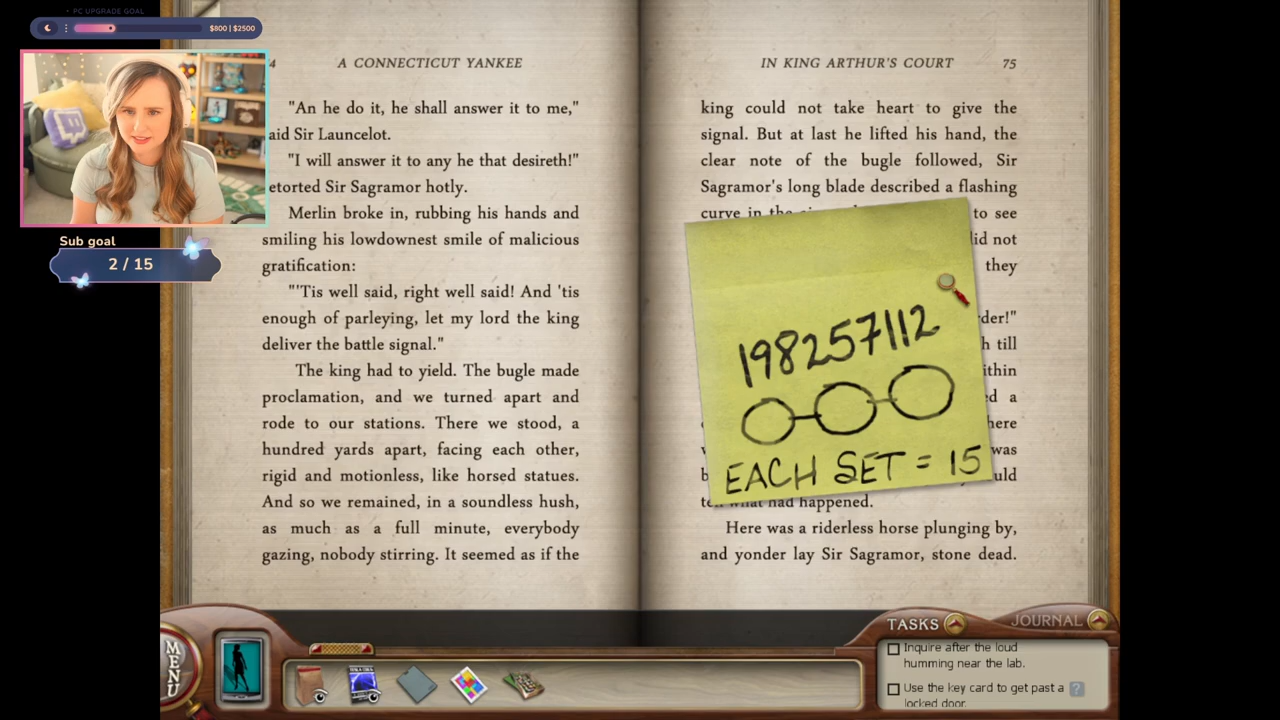 PC UPGRADE GOAL
$800 | $2500
Sub goal
2 / 15
4 A CONNECTICUT YANKEE
"An he do it, he shall answer it to me,"
aid Sir Launcelot.
"I will answer it to any he that desireth!"
etorted Sir Sagramor hotly.
Merlin broke in, rubbing his hands and
smiling his lowdownest smile of malicious
gratification:
"'Tis well said, right well said! And 'tis
enough of parleying, let my lord the king
deliver the battle signal."
The king had to yield. The bugle made
proclamation, and we turned apart and
rode to our stations. There we stood, a
hundred yards apart, facing each other,
rigid and motionless, like horsed statues.
And so we remained, in a soundless hush,
as much as a full minute, everybody
gazing, nobody stirring. It seemed as if the
IN KING ARTHUR'S COURT 75
king could not take heart to give the
signal. But at last he lifted his hand, the
clear note of the bugle followed, Sir
Sagramor's long blade described a flashing
curve in the to see
did not
they
der!"
h till
ithin
d a
here
was
uld
what had happened.
Here was a riderless horse plunging by,
and yonder lay Sir Sagramor, stone dead.
198257112
EACH SET = 15
MENU
TASKS
JOURNAL
Inquire after the loud
humming near the lab.
Use the key card to get past a
locked door.
?